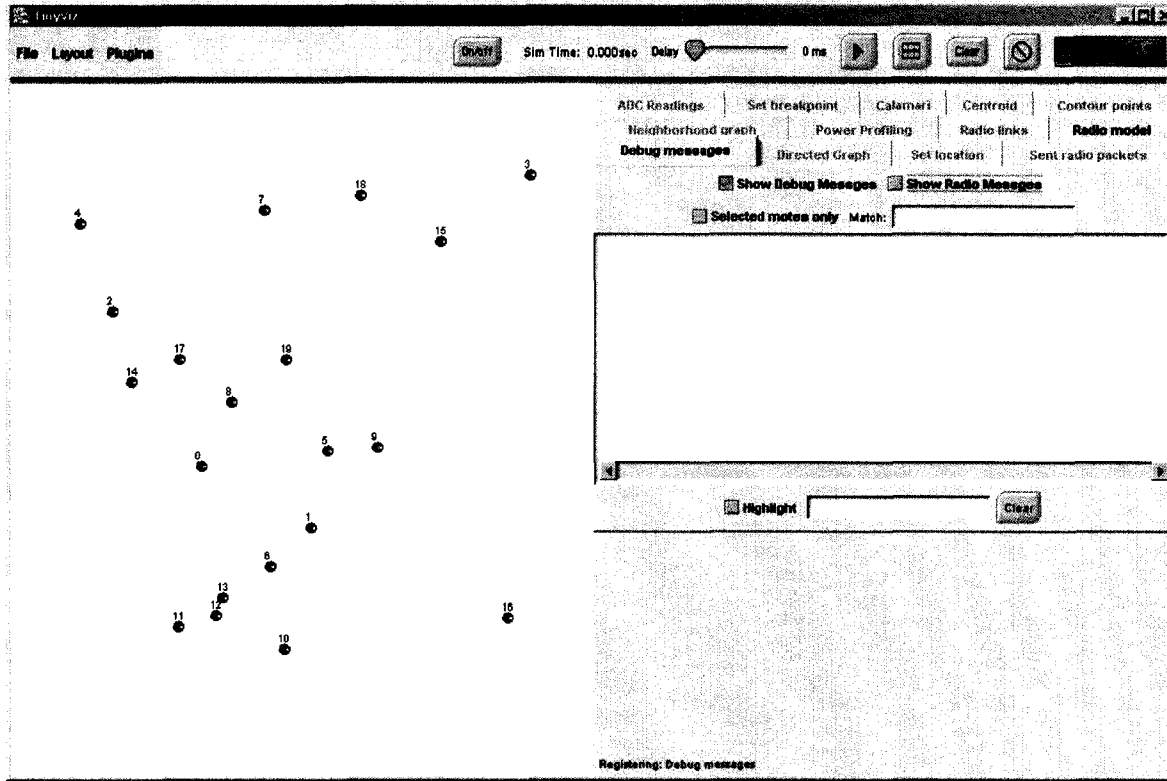 TinyViz
File Layout Plugins
On/off Sim Time: 0.000sec Delay 0 ms Clear
ADC Readings Set breakpoint Calamari Centroid Contour points
Neighborhood graph Power Profiling Radio links Radio model
Debug messages Directed Graph Set location Sent radio packets
Show Debug Messages Show Radio Messages
Selected motes only Match:
3
18
7
4
15
2
17
19
14
8
5
9
0
1
6
13
12
11
16
10
Highlight Clear
Registering: Debug messages